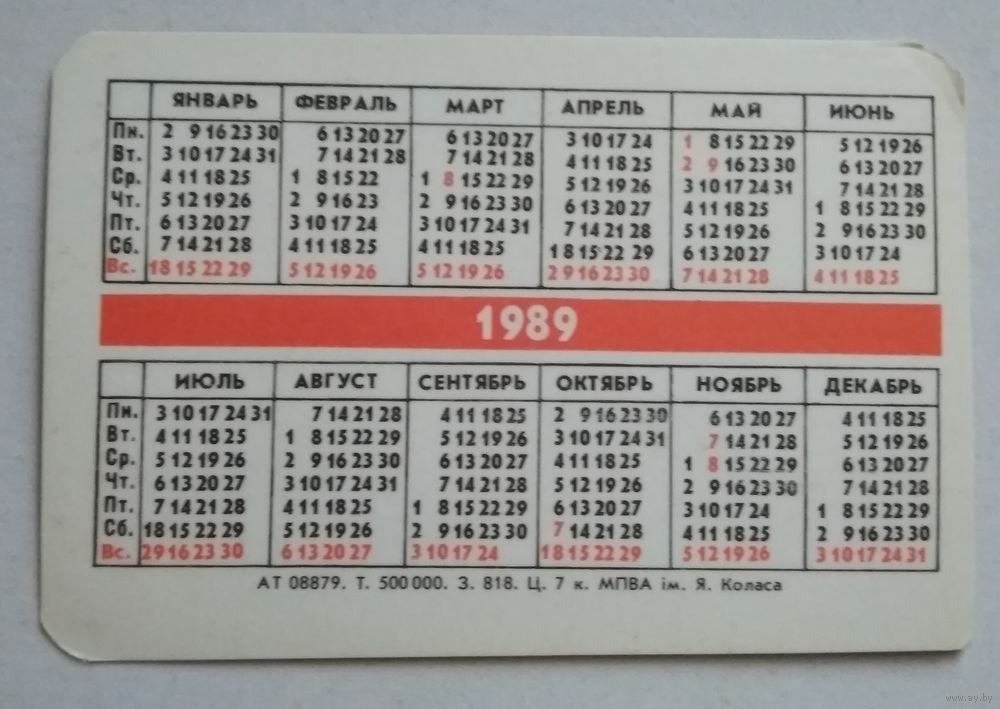 ЯНВАРЬ ФЕВРАЛЬ МАРТ АПРЕЛЬ МАЙ ИЮНЬ
Пн. 2 9 16 23 30 6 13 20 27 6 13 20 27 3 10 17 24 1 8 15 22 29 5 12 19 26
Вт. 3 10 17 24 31 7 14 21 28 7 14 21 28 4 11 18 25 2 9 16 23 30 6 13 20 27
Ср. 4 11 18 25 1 8 15 22 1 8 15 22 29 5 12 19 26 3 10 17 24 31 7 14 21 28
Чт. 5 12 19 26 2 9 16 23 2 9 16 23 30 6 13 20 27 4 11 18 25 1 8 15 22 29
Пт. 6 13 20 27 3 10 17 24 3 10 17 24 31 7 14 21 28 5 12 19 26 2 9 16 23 30
Сб. 7 14 21 28 4 11 18 25 4 11 18 25 1 8 15 22 29 6 13 20 27 3 10 17 24
Вс. 1 8 15 22 29 5 12 19 26 5 12 19 26 2 9 16 23 30 7 14 21 28 4 11 18 25
1989
ИЮЛЬ АВГУСТ СЕНТЯБРЬ ОКТЯБРЬ НОЯБРЬ ДЕКАБРЬ
Пн. 3 10 17 24 31 7 14 21 28 4 11 18 25 2 9 16 23 30 6 13 20 27 4 11 18 25
Вт. 4 11 18 25 1 8 15 22 29 5 12 19 26 3 10 17 24 31 7 14 21 28 5 12 19 26
Ср. 5 12 19 26 2 9 16 23 30 6 13 20 27 4 11 18 25 1 8 15 22 29 6 13 20 27
Чт. 6 13 20 27 3 10 17 24 31 7 14 21 28 5 12 19 26 2 9 16 23 30 7 14 21 28
Пт. 7 14 21 28 4 11 18 25 1 8 15 22 29 6 13 20 27 3 10 17 24 1 8 15 22 29
Сб. 1 8 15 22 29 5 12 19 26 2 9 16 23 30 7 14 21 28 4 11 18 25 2 9 16 23 30
Вс. 2 9 16 23 30 6 13 20 27 3 10 17 24 1 8 15 22 29 5 12 19 26 3 10 17 24 31
АТ 08879. Т. 500 000. З. 818. Ц. 7 к. МПВА ім. Я. Коласа
www.ay.by